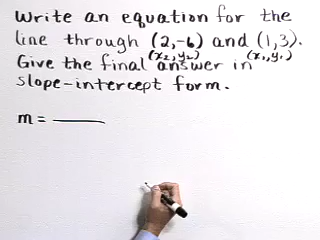 Write an equation for the
line through (2,-6) and (1,3).
(x₂,y₂) (x₁,y₁)
Give the final answer in
slope-intercept form.
m = ____